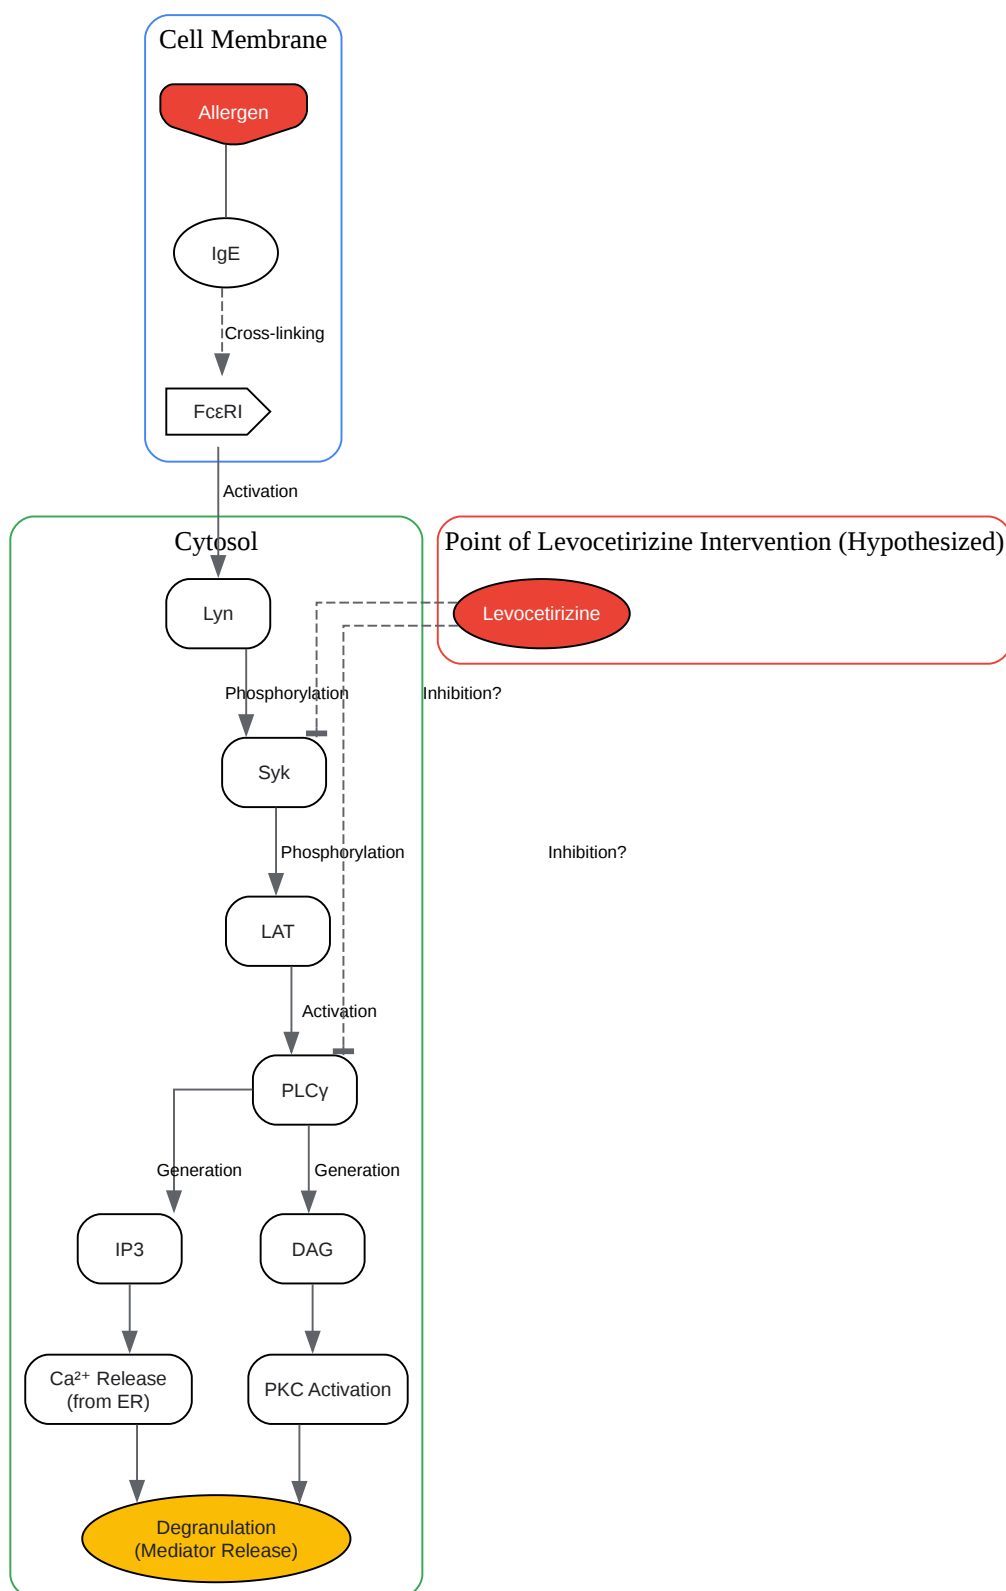 Cell Membrane
Allergen
IgE
Cross-linking
FcεRI
Activation
Cytosol
Point of Levocetirizine Intervention (Hypothesized)
Lyn
Levocetirizine
Phosphorylation
Inhibition?
Syk
Phosphorylation
Inhibition?
LAT
Activation
PLCγ
Generation
Generation
IP3
DAG
Ca²⁺ Release
(from ER)
PKC Activation
Degranulation
(Mediator Release)